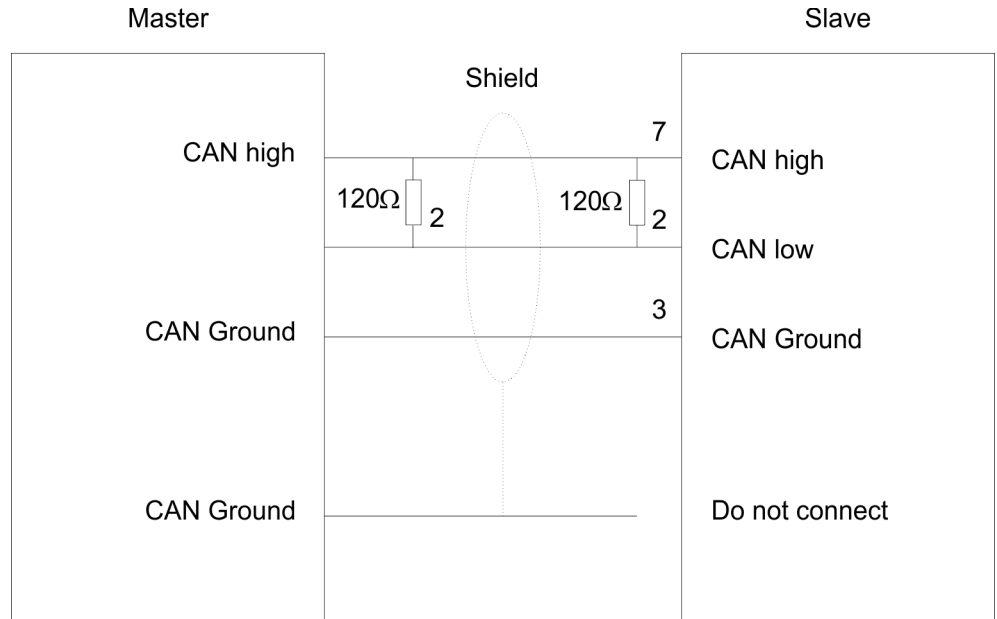 Master
Slave
Shield
7
CAN high
CAN high
120Ω
2
120Ω
2
CAN low
3
CAN Ground
CAN Ground
CAN Ground
Do not connect